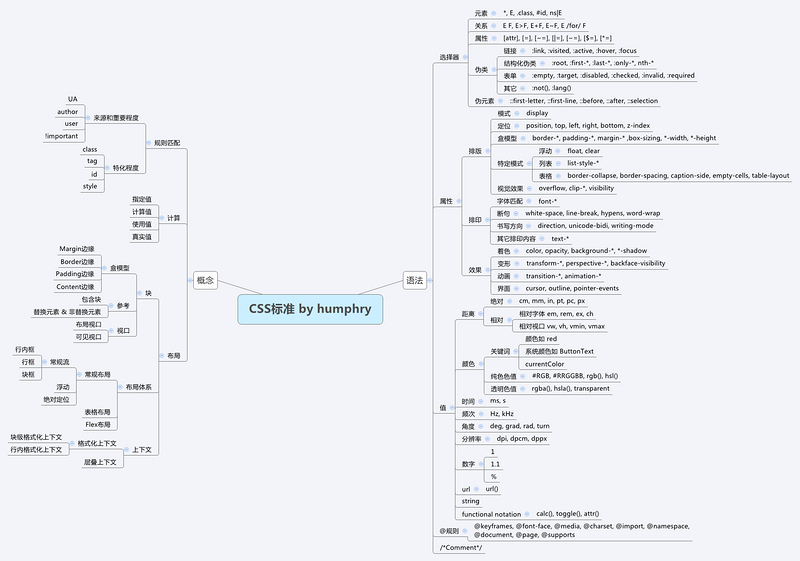 CSS标准 by humphry
概念
规则匹配
来源和重要程度
UA
author
user
!important
特化程度
class
tag
id
style
计算
指定值
计算值
使用值
真实值
布局
块
盒模型
Margin边缘
Border边缘
Padding边缘
Content边缘
参考
包含块
替换元素 & 非替换元素
视口
布局视口
可见视口
布局体系
常规布局
常规流
行内框
行框
块框
浮动
绝对定位
表格布局
Flex布局
上下文
格式化上下文
块级格式化上下文
行内格式化上下文
层叠上下文
语法
选择器
元素
*, E, .class, #id, ns|E
关系
E F, E>F, E+F, E~F, E /for/ F
属性
[attr], [=], [~=], [|=], [~=], [$=], [*=]
伪类
链接
:link, :visited, :active, :hover, :focus
结构化伪类
:root, :first-*, :last-*, :only-*, nth-*
表单
:empty, :target, :disabled, :checked, :invalid, :required
其它
:not(), :lang()
伪元素
::first-letter, ::first-line, ::before, ::after, ::selection
属性
排版
模式
display
定位
position, top, left, right, bottom, z-index
盒模型
border-*, padding-*, margin-* ,box-sizing, *-width, *-height
特定模式
浮动
float, clear
列表
list-style-*
表格
border-collapse, border-spacing, caption-side, empty-cells, table-layout
视觉效果
overflow, clip-*, visibility
排印
字体匹配
font-*
断句
white-space, line-break, hypens, word-wrap
书写方向
direction, unicode-bidi, writing-mode
其它排印内容
text-*
效果
着色
color, opacity, background-*, *-shadow
变形
transform-*, perspective-*, backface-visibility
动画
transition-*, animation-*
界面
cursor, outline, pointer-events
值
距离
绝对
cm, mm, in, pt, pc, px
相对
相对字体 em, rem, ex, ch
相对视口 vw, vh, vmin, vmax
颜色
关键词
颜色如 red
系统颜色如 ButtonText
currentColor
纯色色值
#RGB, #RRGGBB, rgb(), hsl()
透明色值
rgba(), hsla(), transparent
时间
ms, s
频次
Hz, kHz
角度
deg, grad, rad, turn
分辨率
dpi, dpcm, dppx
数字
1
1.1
%
url
url()
string
functional notation
calc(), toggle(), attr()
@规则
@keyframes, @font-face, @media, @charset, @import, @namespace,
@document, @page, @supports
/*Comment*/